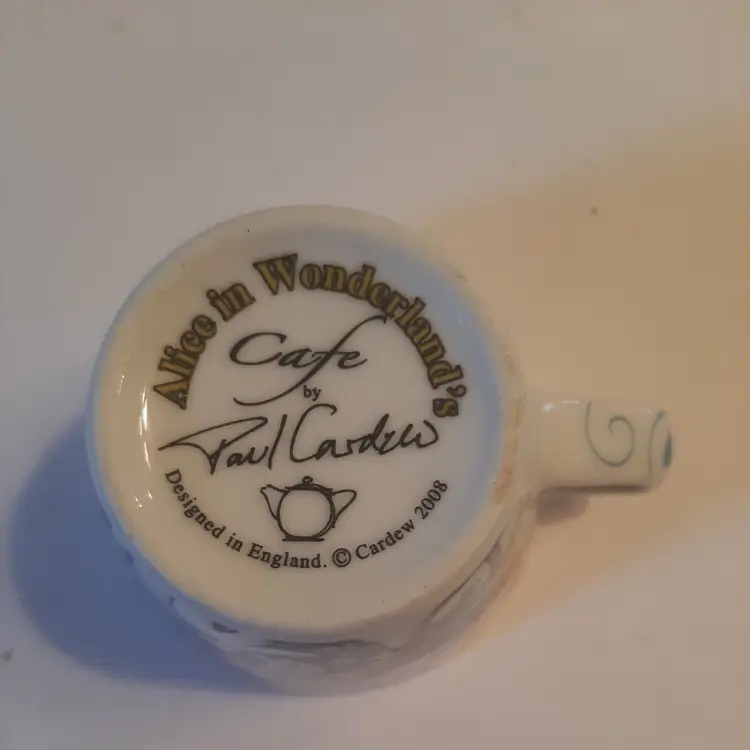 Alice in Wonderland's
Cafe
by
Paul Cardew
Designed in England. © Cardew 2008